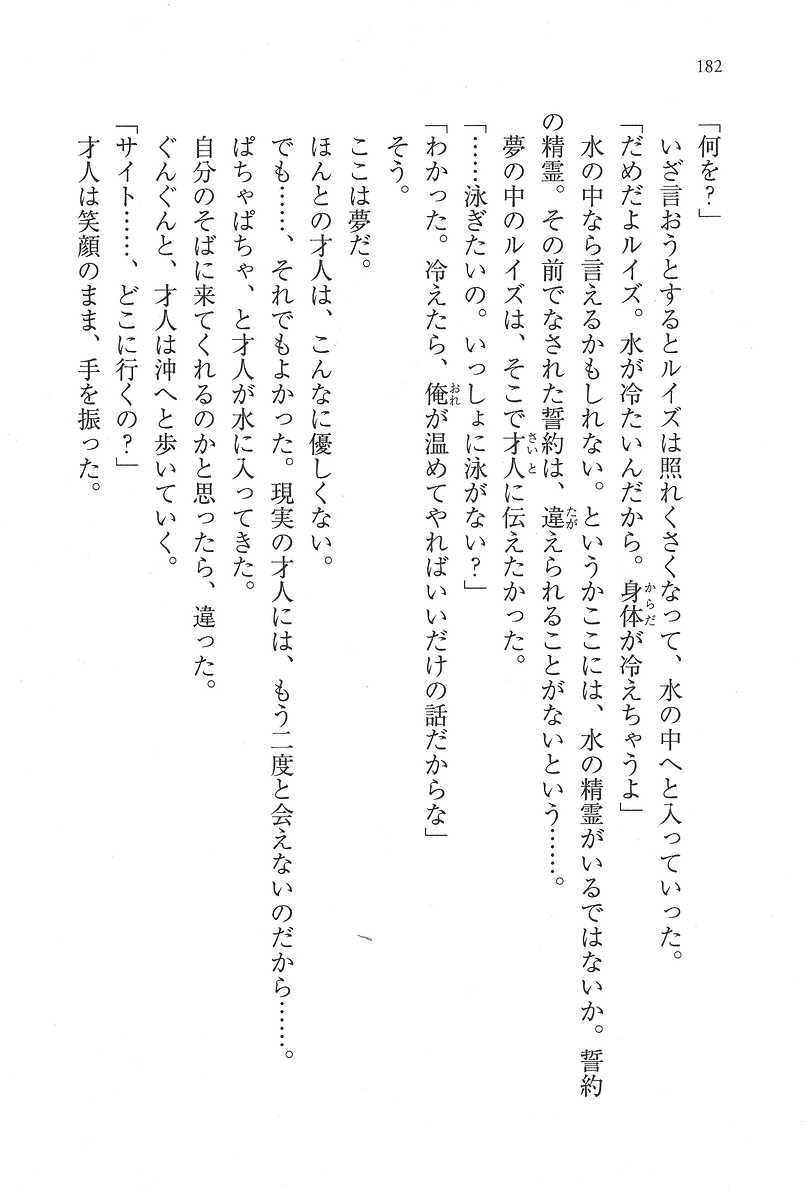 182
「何を？」
いざ言おうとするとルイズは照れくさくなって、水の中へと入っていった。
「だめだよルイズ。水が冷たいんだから。身体が冷えちゃうよ」
水の中なら言えるかもしれない。というかここには、水の精霊がいるではないか。誓約
の精霊。その前でなされた誓約は、違えられることがないという……。
夢の中のルイズは、そこで才人に伝えたかった。
「……泳ぎたいの。いっしょに泳がない？」
「わかった。冷えたら、俺が温めてやればいいだけの話だからな」
そう。
ここは夢だ。
ほんとの才人は、こんなに優しくない。
でも……、それでもよかった。現実の才人には、もう二度と会えないのだから……。
ぱちゃぱちゃ、と才人が水に入ってきた。
自分のそばに来てくれるのかと思ったら、違った。
ぐんぐんと、才人は沖へと歩いていく。
「サイト……、どこに行くの？」
才人は笑顔のまま、手を振った。